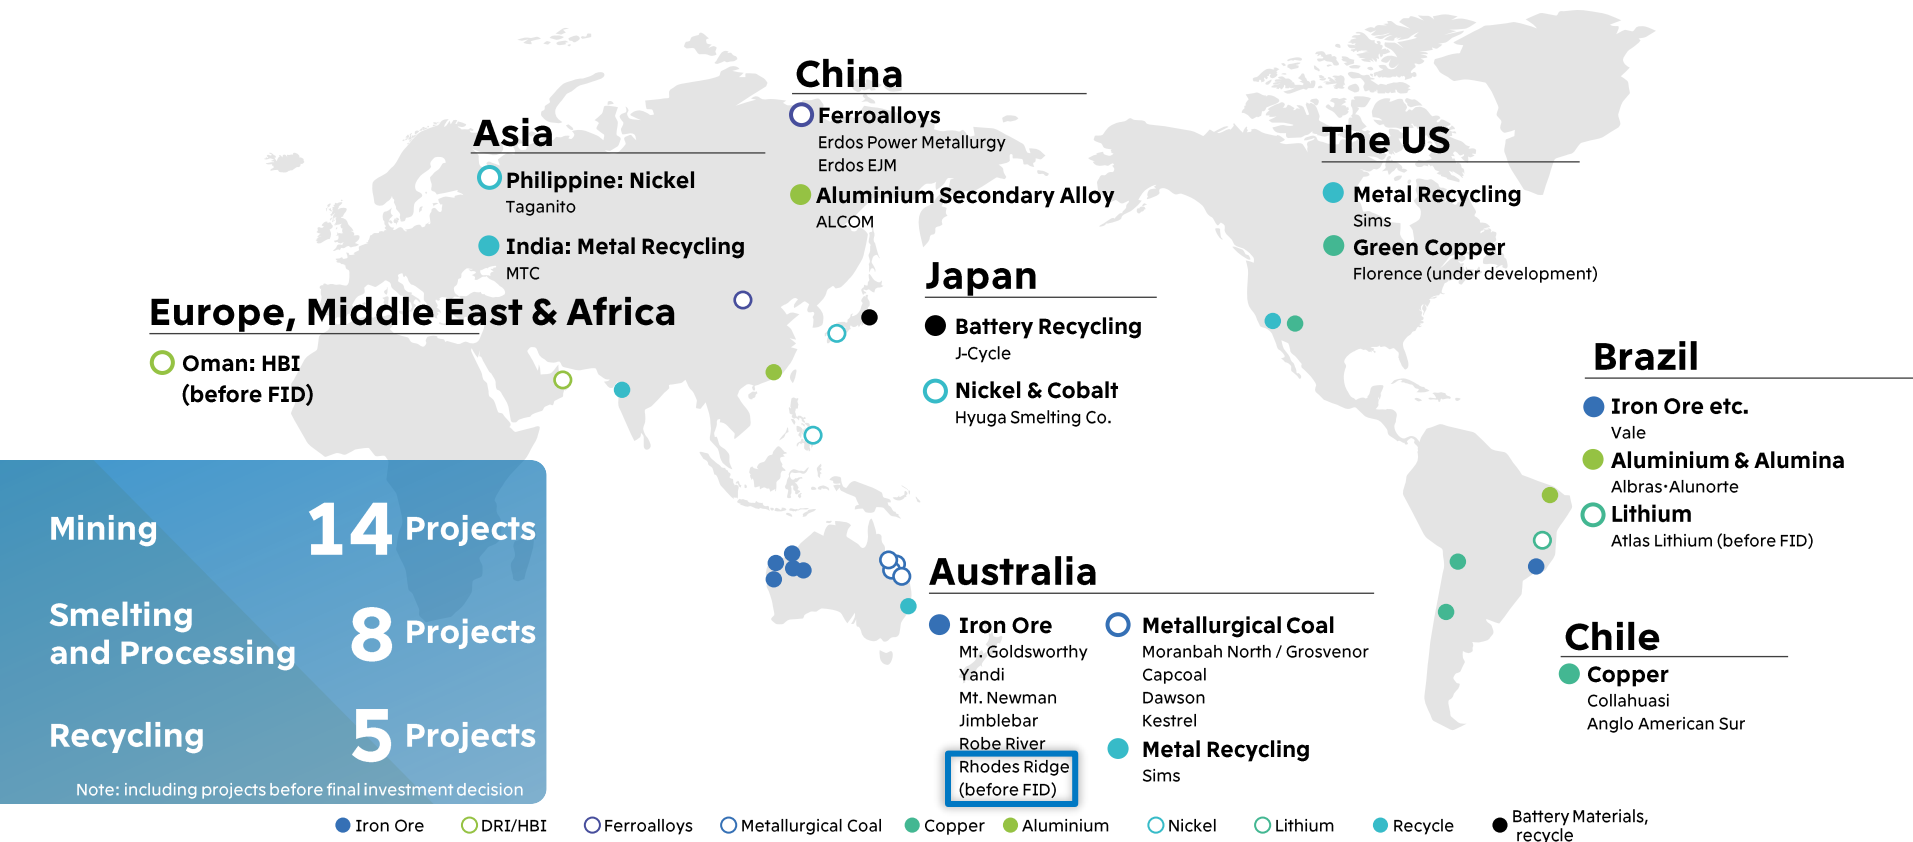 China
Ferroalloys
Erdos Power Metallurgy
Erdos EJM
Aluminium Secondary Alloy
ALCOM
Asia
Philippine: Nickel
Taganito
India: Metal Recycling
MTC
The US
Metal Recycling
Sims
Green Copper
Florence (under development)
Japan
Battery Recycling
J-Cycle
Nickel & Cobalt
Hyuga Smelting Co.
Europe, Middle East & Africa
Oman: HBI
(before FID)
Brazil
Iron Ore etc.
Vale
Aluminium & Alumina
Albras･Alunorte
Lithium
Atlas Lithium (before FID)
Mining 14 Projects
Smelting
and Processing 8 Projects
Recycling 5 Projects
Note: including projects before final investment decision
Australia
Iron Ore
Mt. Goldsworthy
Yandi
Mt. Newman
Jimblebar
Robe River
Rhodes Ridge
(before FID)
Metallurgical Coal
Moranbah North / Grosvenor
Capcoal
Dawson
Kestrel
Metal Recycling
Sims
Chile
Copper
Collahuasi
Anglo American Sur
Iron Ore DRI/HBI Ferroalloys Metallurgical Coal Copper Aluminium Nickel Lithium Recycle Battery Materials,
recycle